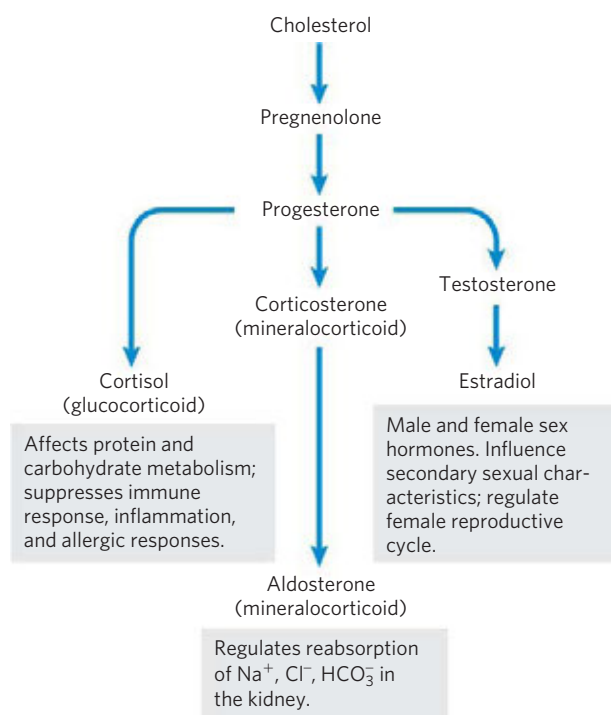 Cholesterol
Pregnenolone
Progesterone
Corticosterone
(mineralocorticoid)
Testosterone
Cortisol
(glucocorticoid)
Affects protein and
carbohydrate metabolism;
suppresses immune
response, inflammation,
and allergic responses.
Estradiol
Male and female sex
hormones. Influence
secondary sexual char-
acteristics; regulate
female reproductive
cycle.
Aldosterone
(mineralocorticoid)
Regulates reabsorption
of Na⁺, Cl⁻, HCO₃⁻ in
the kidney.